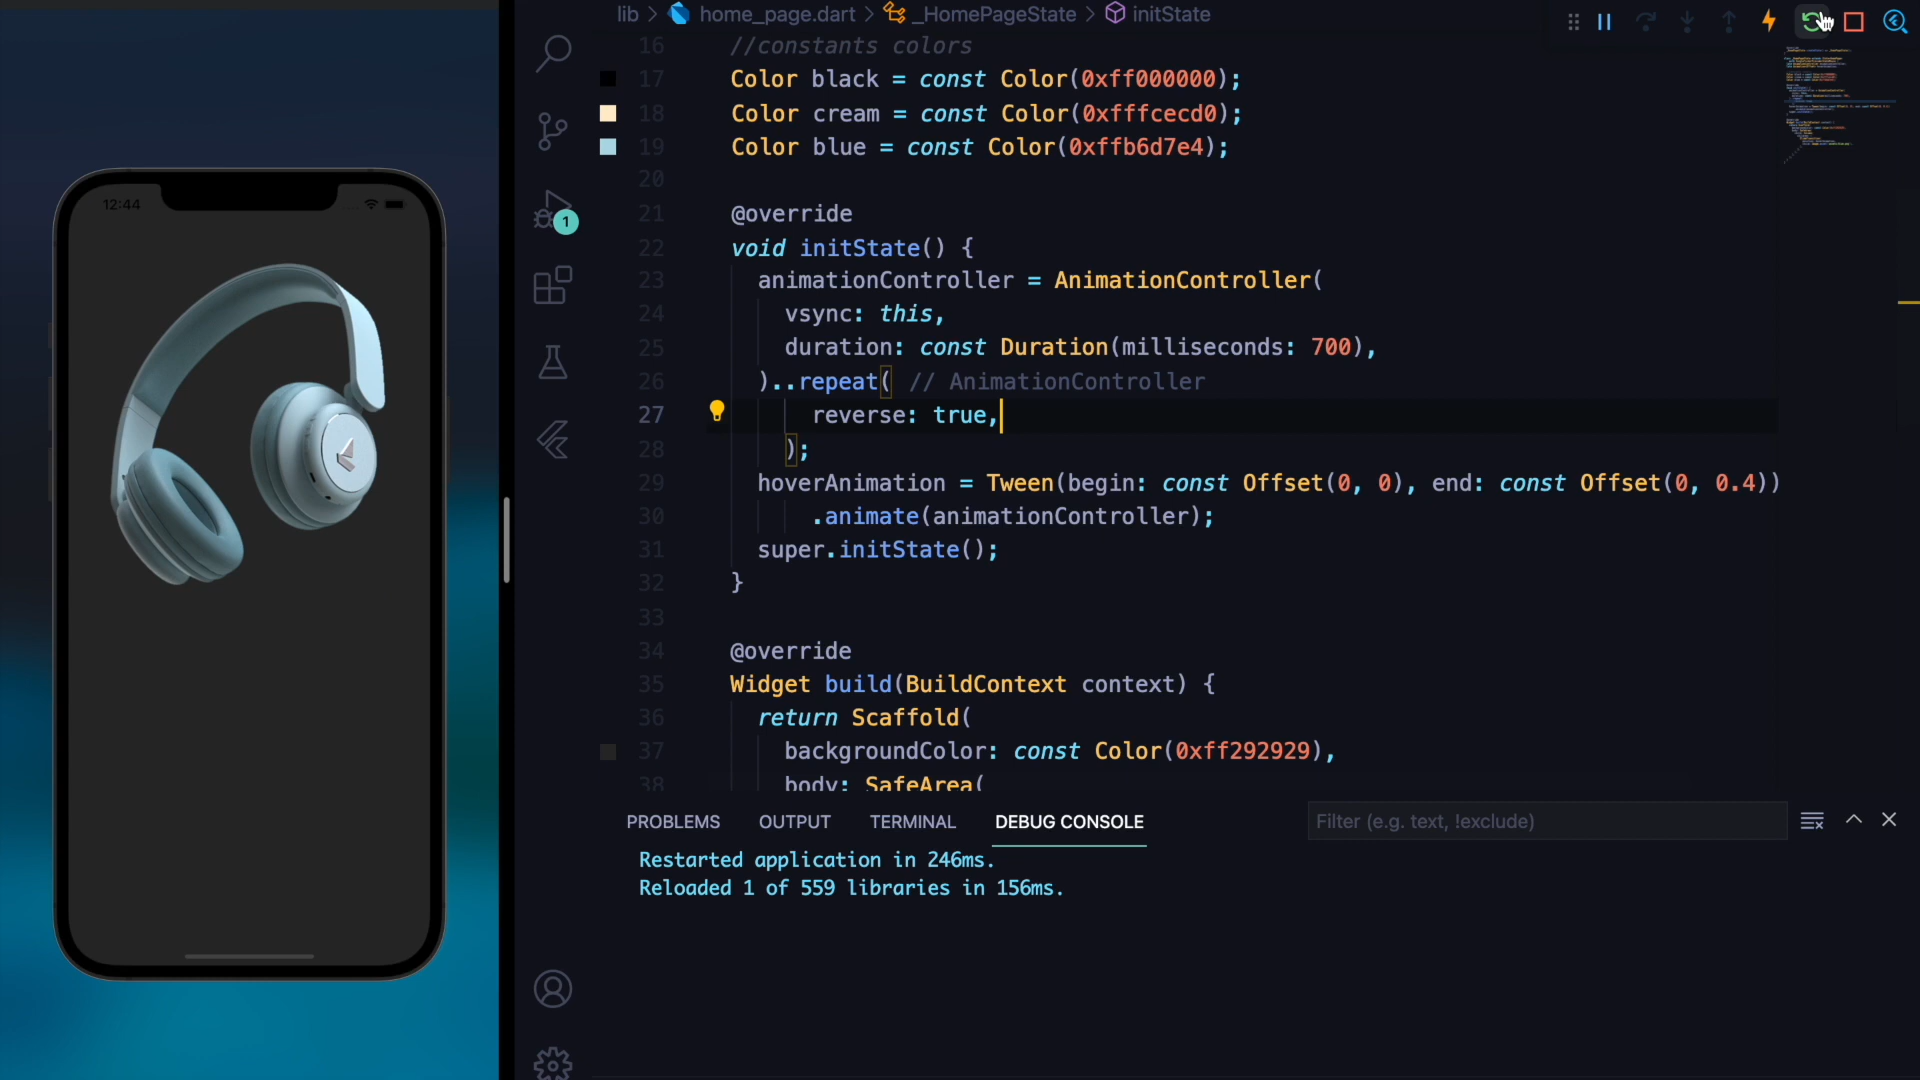 lib > home_page.dart > _HomePageState > initState
16 //constants colors
17 Color black = const Color(0xff000000);
18 Color cream = const Color(0xfffcecd0);
19 Color blue = const Color(0xffb6d7e4);
20
21 @override
22 void initState() {
23 animationController = AnimationController(
24 vsync: this,
25 duration: const Duration(milliseconds: 700),
26 )..repeat( // AnimationController
27 reverse: true,
28 );
29 hoverAnimation = Tween(begin: const Offset(0, 0), end: const Offset(0, 0.4))
30 .animate(animationController);
31 super.initState();
32 }
33
34 @override
35 Widget build(BuildContext context) {
36 return Scaffold(
37 backgroundColor: const Color(0xff292929),
38 body: SafeArea(
1
12:44
PROBLEMS OUTPUT TERMINAL DEBUG CONSOLE Filter (e.g. text, !exclude)
Restarted application in 246ms.
Reloaded 1 of 559 libraries in 156ms.